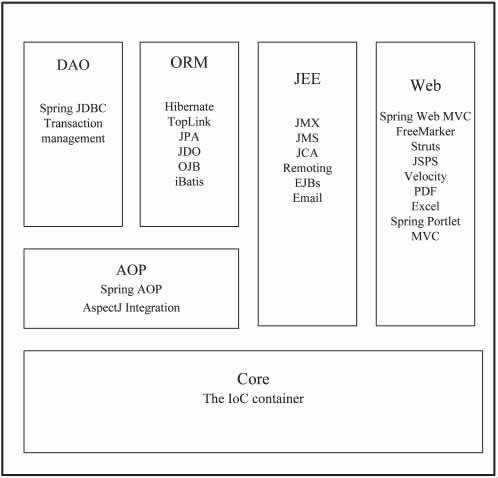 DAO
Spring JDBC
Transaction
management
ORM
Hibernate
TopLink
JPA
JDO
OJB
iBatis
JEE
JMX
JMS
JCA
Remoting
EJBs
Email
Web
Spring Web MVC
FreeMarker
Struts
JSPS
Velocity
PDF
Excel
Spring Portlet
MVC
AOP
Spring AOP
AspectJ Integration
Core
The IoC container